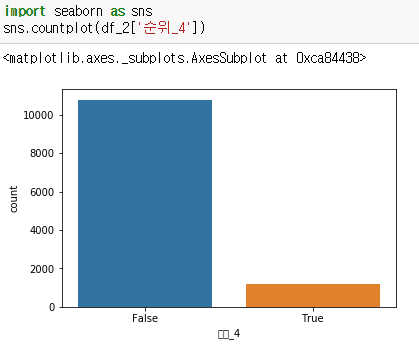 import seaborn as sns
sns.countplot(df_2['순위_4'])
<matplotlib.axes._subplots.AxesSubplot at 0xca84438>
10000
8000
6000
4000
2000
0
count
False True
□□_4